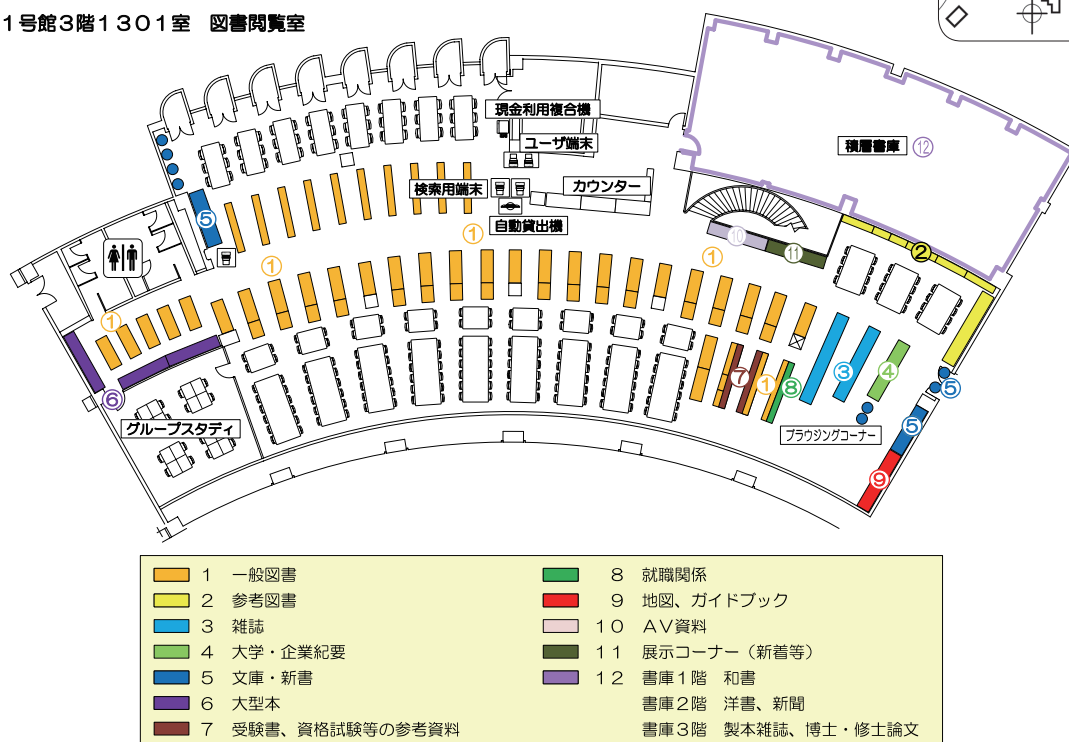 1号館3階1301室　図書閲覧室
現金利用複合機
ユーザ端末
積層書庫 ⑫
検索用端末
カウンター
⑤
自動貸出機
①
⑩
①
⑪
①
②
①
⑦
①
⑧
③
④
⑤
⑥
グループスタディ
ブラウジングコーナー
⑤
⑨
1　一般図書
2　参考図書
3　雑誌
4　大学・企業紀要
5　文庫・新書
6　大型本
7　受験書、資格試験等の参考資料
8　就職関係
9　地図、ガイドブック
10　AV資料
11　展示コーナー（新着等）
12　書庫1階　和書
書庫2階　洋書、新聞
書庫3階　製本雑誌、博士・修士論文